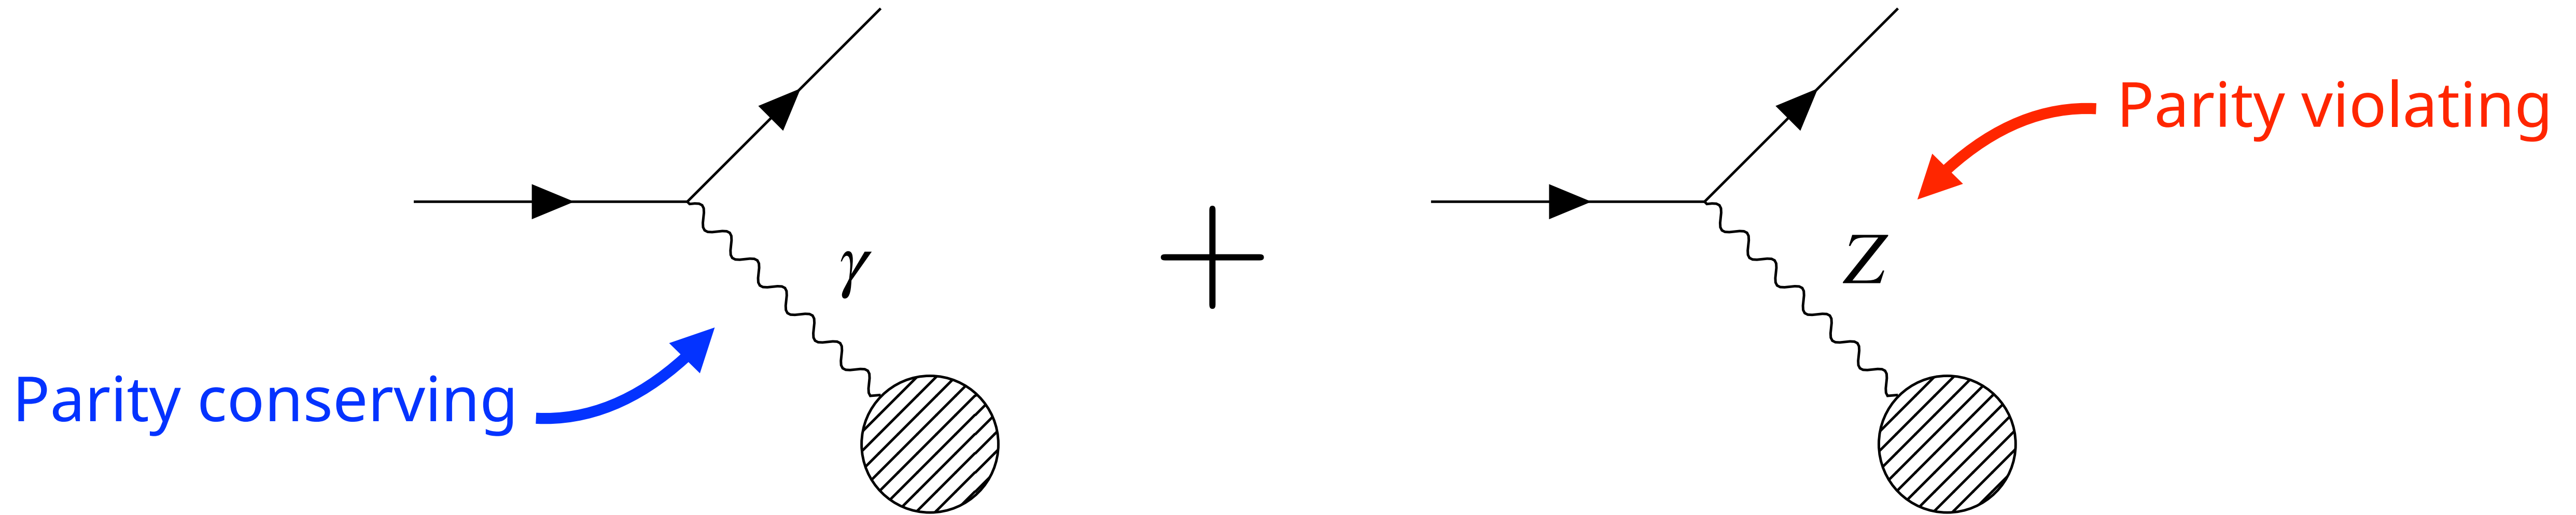 Parity violating
γ
Z
+
Parity conserving